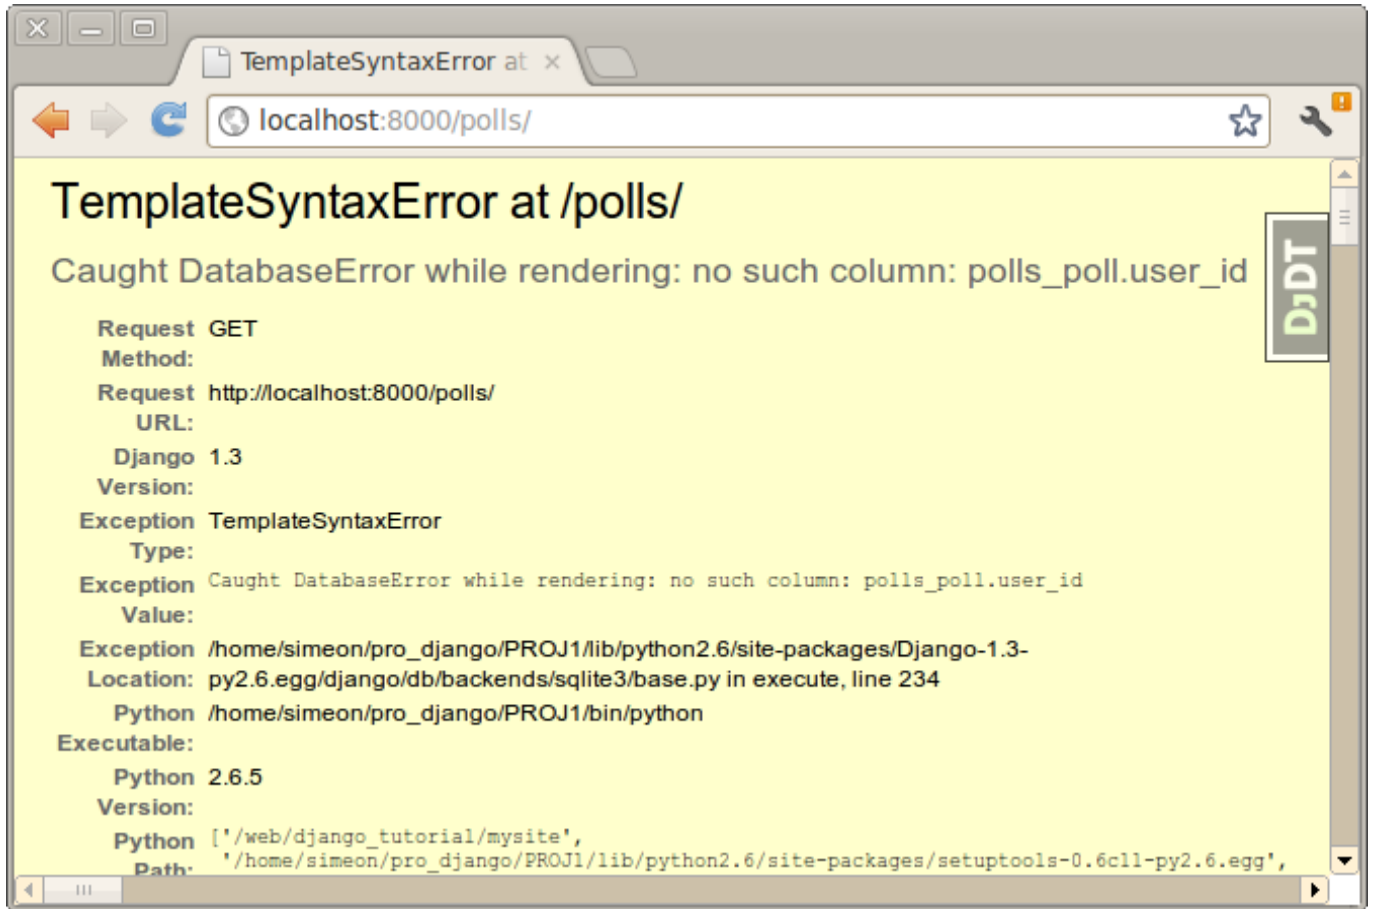 TemplateSyntaxError at
localhost:8000/polls/
TemplateSyntaxError at /polls/
Caught DatabaseError while rendering: no such column: polls_poll.user_id
DjDT
Request Method: GET
Request URL: http://localhost:8000/polls/
Django Version: 1.3
Exception Type: TemplateSyntaxError
Exception Value: Caught DatabaseError while rendering: no such column: polls_poll.user_id
Exception Location: /home/simeon/pro_django/PROJ1/lib/python2.6/site-packages/Django-1.3-
py2.6.egg/django/db/backends/sqlite3/base.py in execute, line 234
Python Executable: /home/simeon/pro_django/PROJ1/bin/python
Python Version: 2.6.5
Python Path: ['/web/django_tutorial/mysite',
'/home/simeon/pro_django/PROJ1/lib/python2.6/site-packages/setuptools-0.6c11-py2.6.egg',